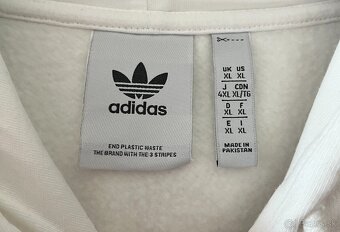 adidas
END PLASTIC WASTE
THE BRAND WITH THE 3 STRIPES
UK US
XL XL
J CDN
4XL XL/TG
D F
XL XL
E I
XL XL
MADE IN
PAKISTAN